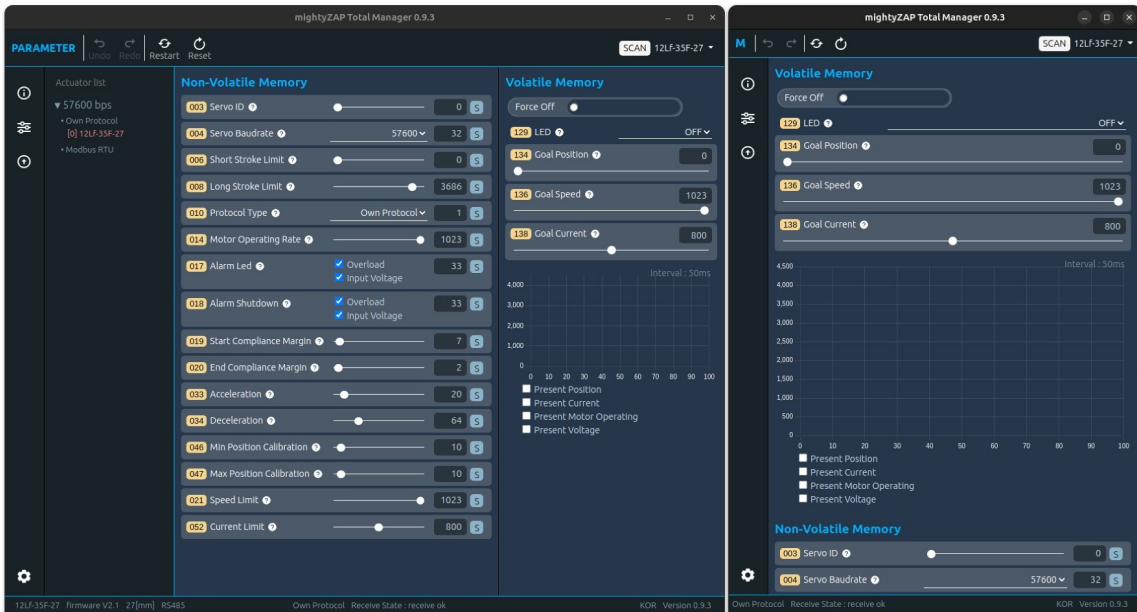 mightyZAP Total Manager 0.9.3
PARAMETER Undo Redo Restart Reset SCAN 12Lf-35F-27
Actuator list
57600 bps
• Own Protocol
[0] 12Lf-35F-27
• Modbus RTU
Non-Volatile Memory
003 Servo ID 0 S
004 Servo Baudrate 57600 32 S
006 Short Stroke Limit 0 S
008 Long Stroke Limit 3686 S
010 Protocol Type Own Protocol 1 S
014 Motor Operating Rate 1023 S
017 Alarm Led Overload 33 S
Input Voltage
018 Alarm Shutdown Overload 33 S
Input Voltage
019 Start Compliance Margin 7 S
020 End Compliance Margin 2 S
033 Acceleration 20 S
034 Deceleration 64 S
046 Min Position Calibration 10 S
047 Max Position Calibration 10 S
021 Speed Limit 1023 S
052 Current Limit 800 S
Volatile Memory
Force Off
129 LED OFF
134 Goal Position 0
136 Goal Speed 1023
138 Goal Current 800
Interval : 50ms
4,000
3,000
2,000
1,000
0
0 10 20 30 40 50 60 70 80 90 100
Present Position
Present Current
Present Motor Operating
Present Voltage
12Lf-35F-27 firmware V2.1 27[mm] RS485 Own Protocol Receive State : receive ok KOR Version 0.9.3
mightyZAP Total Manager 0.9.3
M SCAN 12Lf-35F-27
Volatile Memory
Force Off
129 LED OFF
134 Goal Position 0
136 Goal Speed 1023
138 Goal Current 800
Interval : 50ms
4,500
4,000
3,500
3,000
2,500
2,000
1,500
1,000
500
0
0 10 20 30 40 50 60 70 80 90 100
Present Position
Present Current
Present Motor Operating
Present Voltage
Non-Volatile Memory
003 Servo ID 0 S
004 Servo Baudrate 57600 32 S
Own Protocol Receive State : receive ok KOR Version 0.9.3